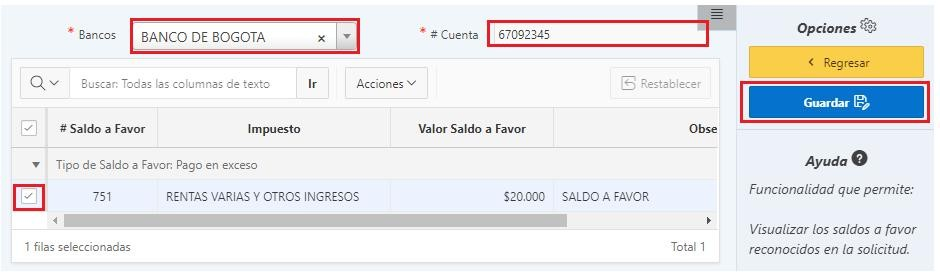 * Bancos BANCO DE BOGOTA × * # Cuenta 67092345
Buscar: Todas las columnas de texto Ir Acciones Restablecer
# Saldo a Favor Impuesto Valor Saldo a Favor Obse
Tipo de Saldo a Favor: Pago en exceso
751 RENTAS VARIAS Y OTROS INGRESOS $20.000 SALDO A FAVOR
1 filas seleccionadas Total 1
Opciones
< Regresar
Guardar
Ayuda ?
Funcionalidad que permite:
Visualizar los saldos a favor
reconocidos en la solicitud.